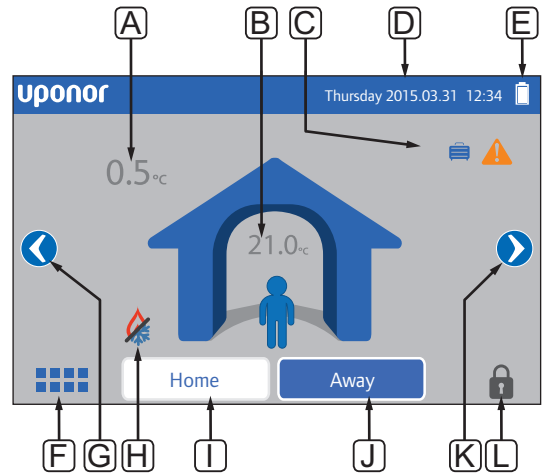 A B C D E
uponor Thursday 2015.03.31 12:34
0.5°C
21.0°C
Home Away
F G H I J K L